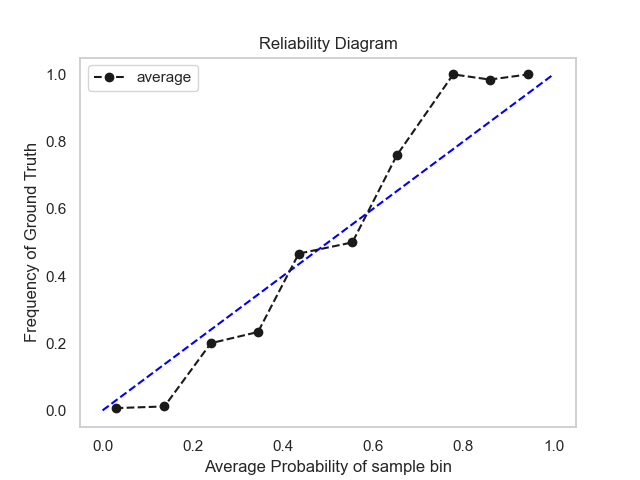 Reliability Diagram
average
Frequency of Ground Truth
1.0
0.8
0.6
0.4
0.2
0.0
0.0 0.2 0.4 0.6 0.8 1.0
Average Probability of sample bin